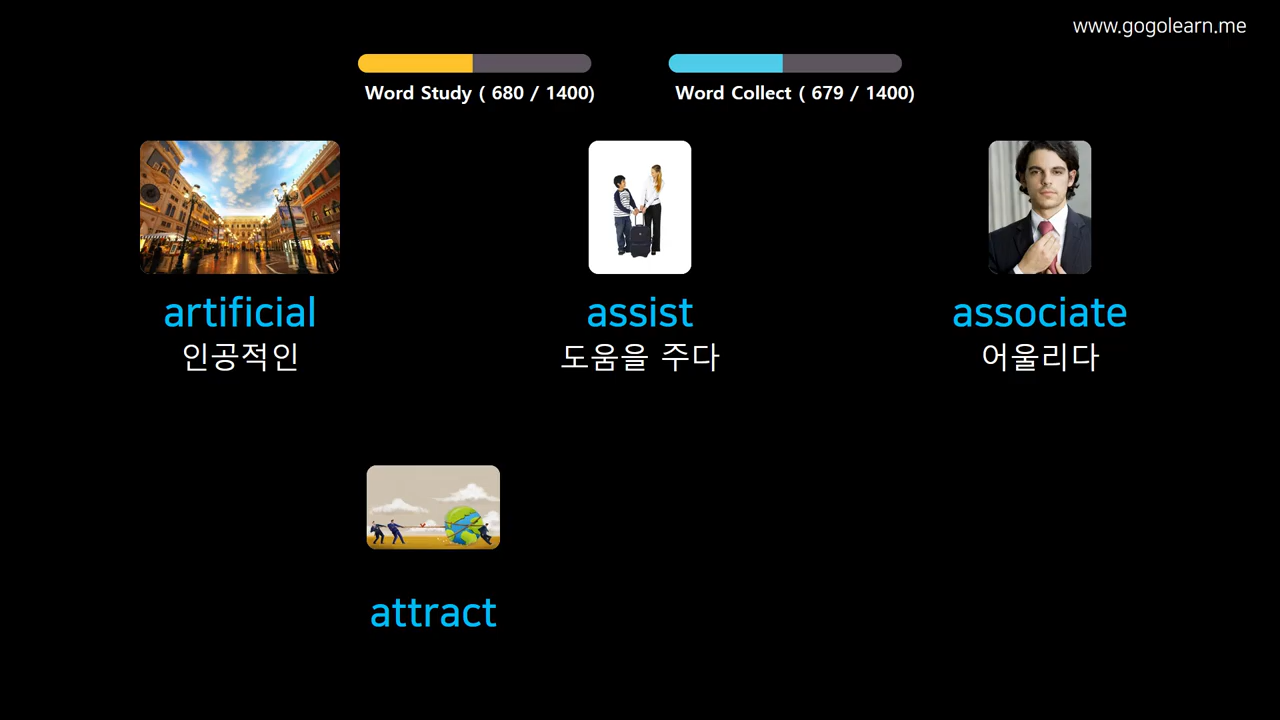 www.gogolearn.me
Word Study ( 680 / 1400)
Word Collect ( 679 / 1400)
artificial
assist
associate
인공적인
도움을 주다
어울리다
attract